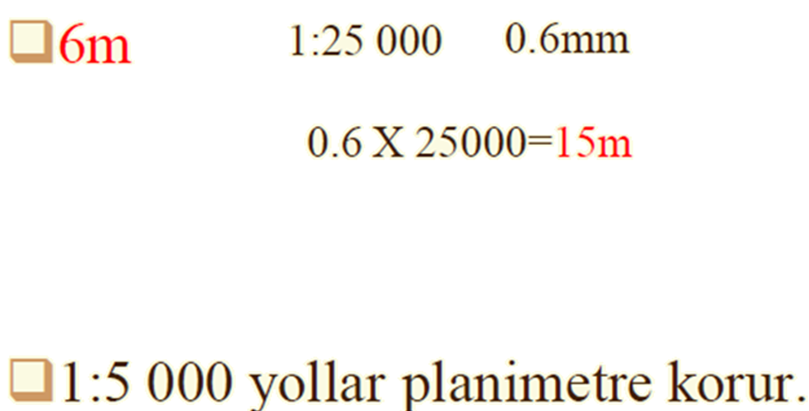 6m 1:25 000 0.6mm
0.6 X 25000=15m
1:5 000 yollar planimetre korur.